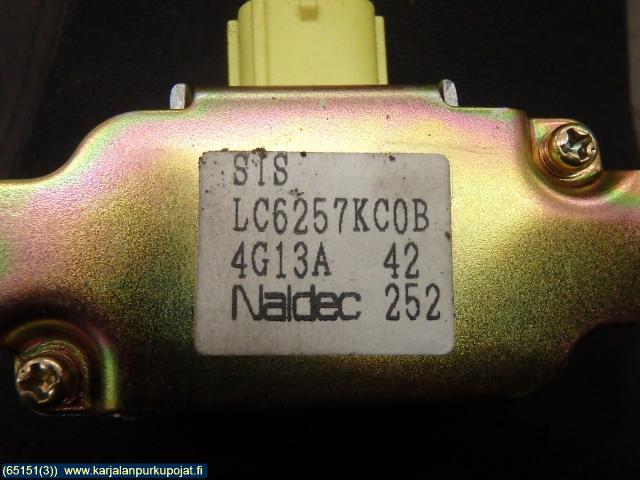 SIS
LC6257KC0B
4G13A 42
Naldec 252
(65151(3)) www.karjalanpurkupojat.fi